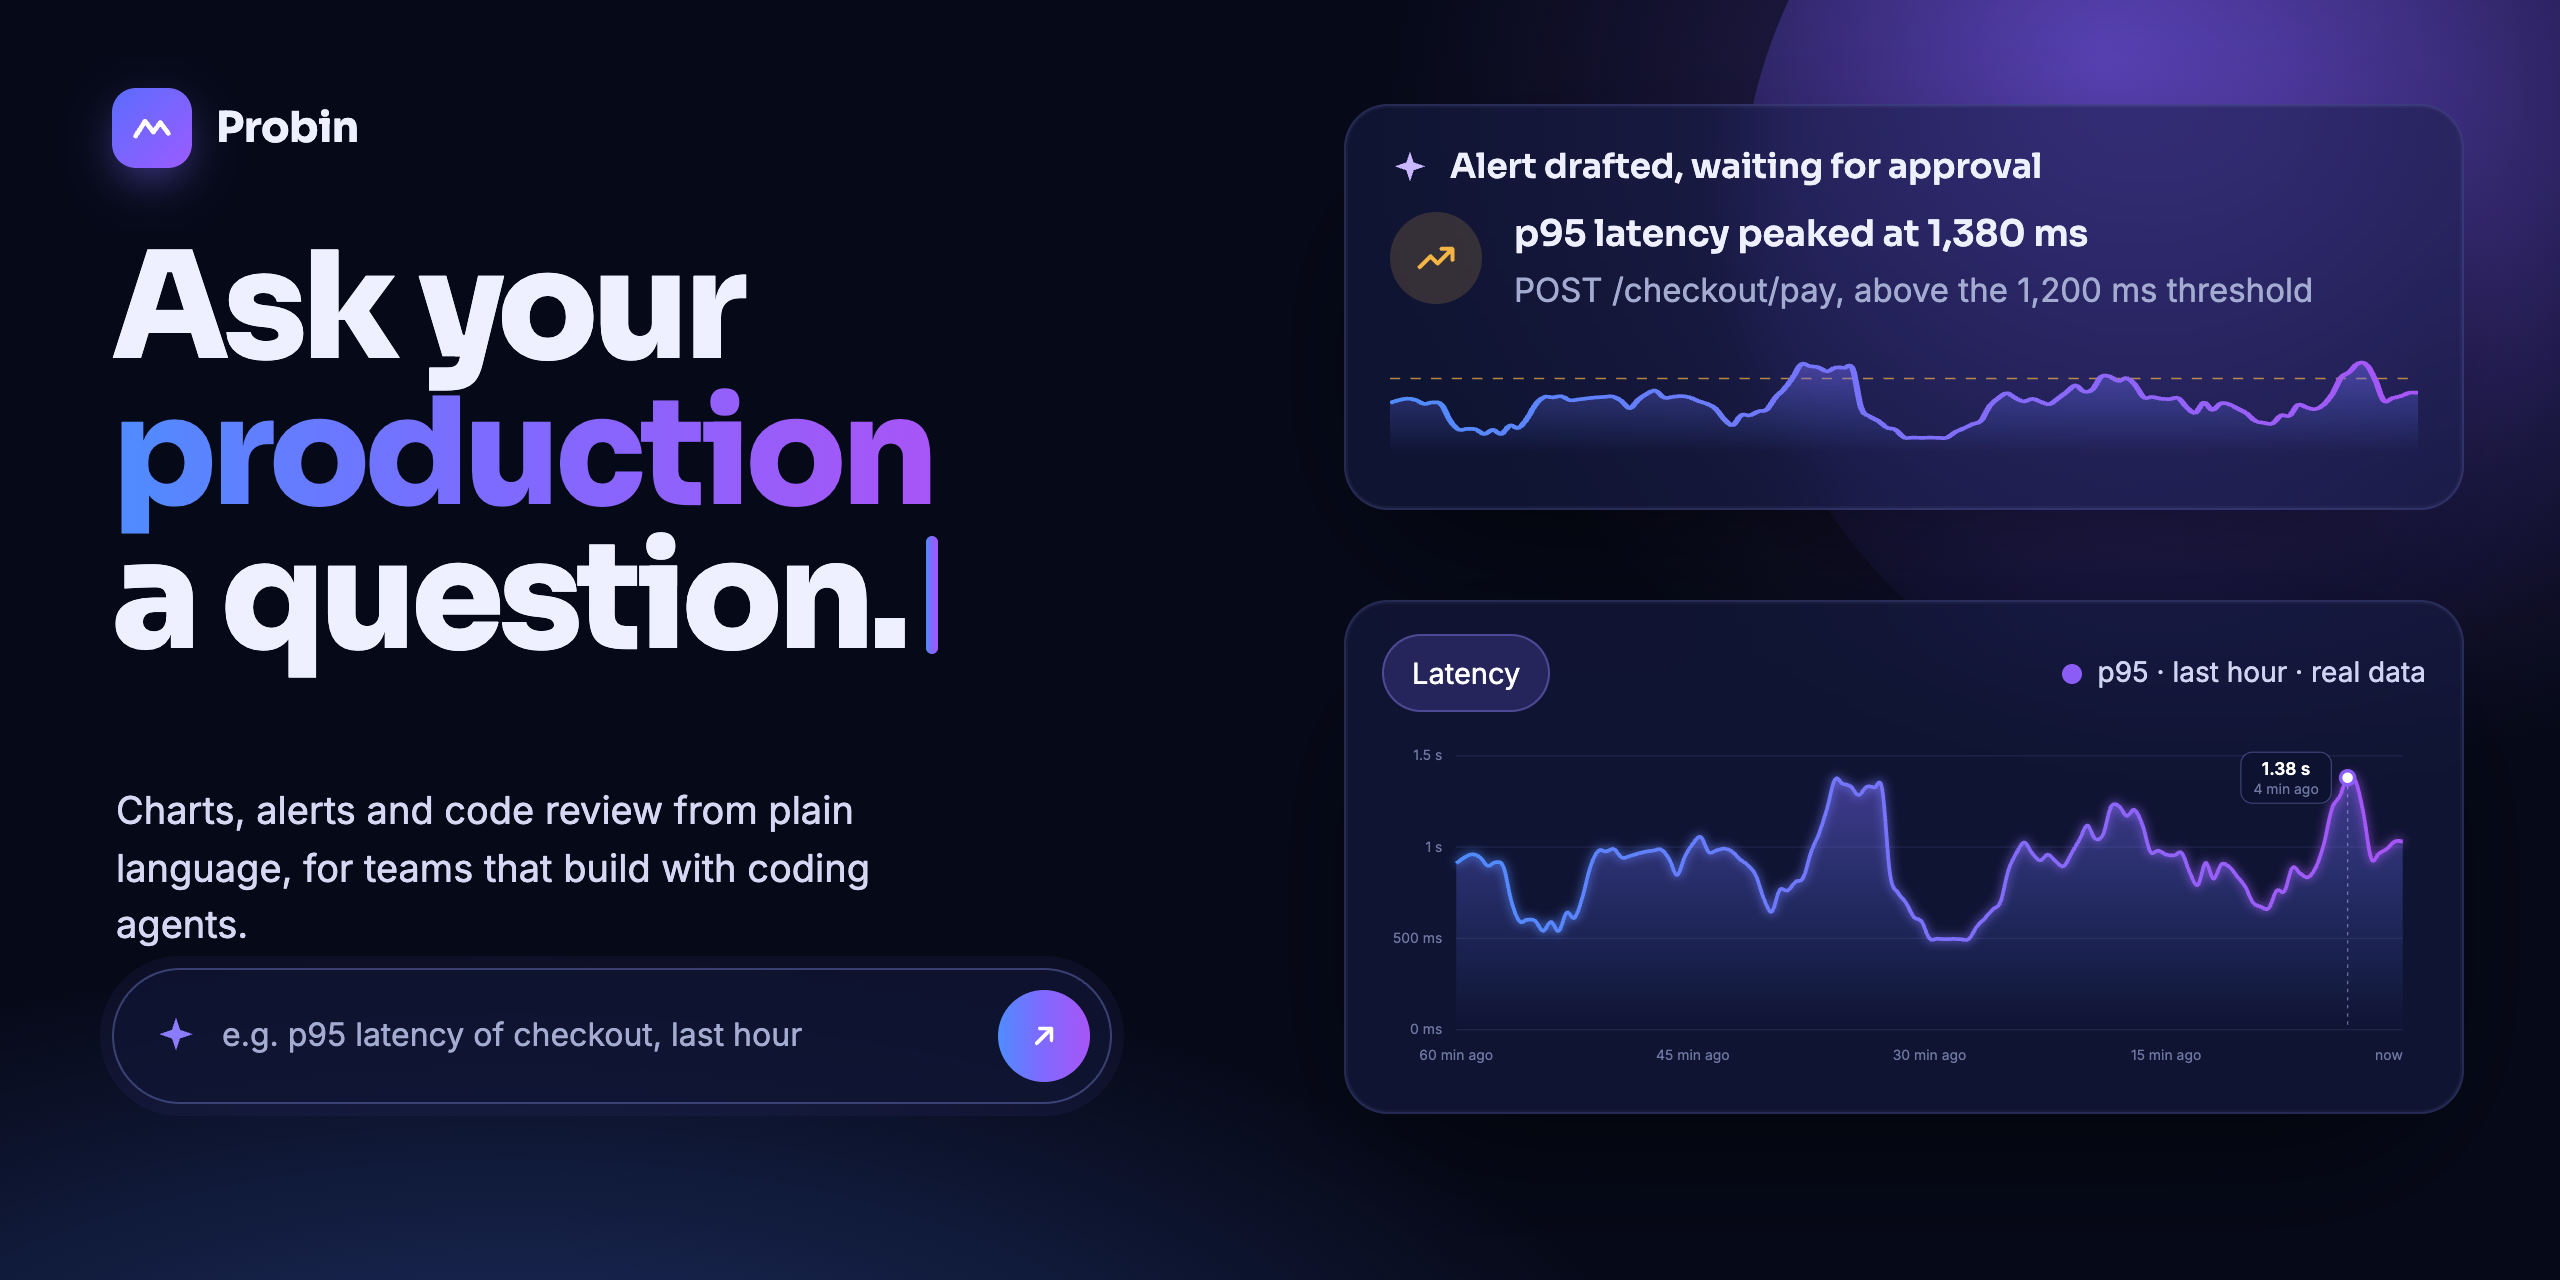 Probin
Ask your
production
a question.
Charts, alerts and code review from plain
language, for teams that build with coding
agents.
e.g. p95 latency of checkout, last hour
Alert drafted, waiting for approval
p95 latency peaked at 1,380 ms
POST /checkout/pay, above the 1,200 ms threshold
Latency
p95 · last hour · real data
1.5 s
1.38 s
4 min ago
1 s
500 ms
0 ms
60 min ago
45 min ago
30 min ago
15 min ago
now